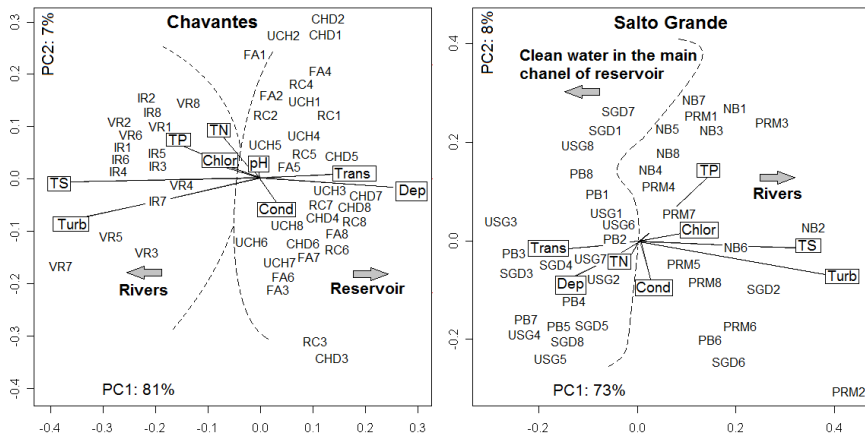 Chavantes
PC2: 7%
0.3
0.2
0.1
0.0
-0.1
-0.2
-0.3
-0.4
CHD2
UCH2 CHD1
FA1
FA4
RC4
FA2 UCH1
RC2 RC1
IR2
IR8 VR8
VR2 VR1
VR6
IR1
IR6 IR5
IR4 IR3
TN
TP
Chlor pH
UCH4
UCH5 RC5
CHD5
FA5
Trans
TS
VR4
IR7
Turb
Dep
UCH3 CHD7
Cond RC7 CHD8
CHD4 RC8
UCH8 FA8
VR5
VR3
VR7
UCH6 CHD6 RC6
FA7
UCH7
FA6
FA3
Rivers
Reservoir
RC3
CHD3
PC1: 81%
-0.4 -0.3 -0.2 -0.1 0.0 0.1 0.2 0.3
Salto Grande
PC2: 8%
0.4
0.2
0.0
-0.2
Clean water in the main
chanel of reservoir
SGD7
SGD1
USG8
NB7 NB1
PRM1 PRM3
NB5 NB3
NB8
PB8 NB4 TP
PB1 PRM4
Rivers
USG3 USG1 PRM7
USG6 Chlor
PB2
NB2
Trans NB6 TS
PB3
SGD4 USG7 TN PRM5
SGD3 USG2
Turb
Dep Cond PRM8 SGD2
PB4
PB7 PB5 SGD5 PRM6
USG4 SGD8 PB6
USG5 SGD6
PRM2
PC1: 73%
-0.2 0.0 0.2 0.4